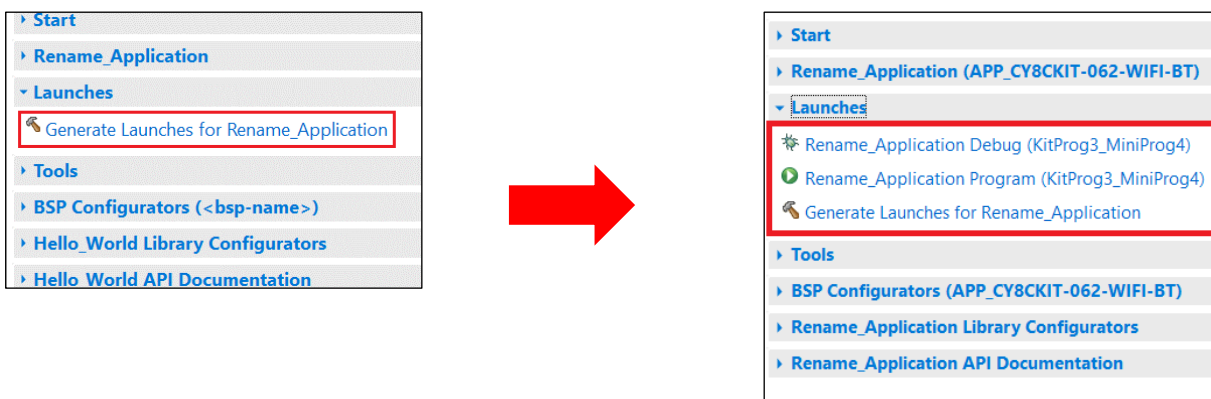 Start
Rename_Application
Launches
Generate Launches for Rename_Application
Tools
BSP Configurators (<bsp-name>)
Hello_World Library Configurators
Hello World API Documentation
Start
Rename_Application (APP_CY8CKIT-062-WIFI-BT)
Launches
Rename_Application Debug (KitProg3_MiniProg4)
Rename_Application Program (KitProg3_MiniProg4)
Generate Launches for Rename_Application
Tools
BSP Configurators (APP_CY8CKIT-062-WIFI-BT)
Rename_Application Library Configurators
Rename_Application API Documentation